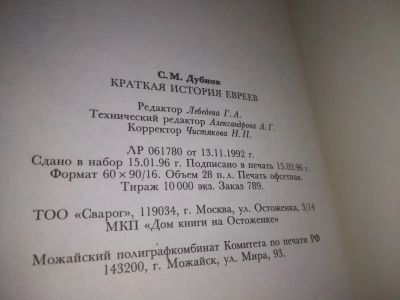 С. М. Дубнов
КРАТКАЯ ИСТОРИЯ ЕВРЕЕВ
Редактор Лебедева Г. А.
Технический редактор Александрова А. Г.
Корректор Чистякова Н. П.
ЛР 061780 от 13.11.1992 г.
Сдано в набор 15.01.96 г. Подписано в печать 15.03.96 г.
Формат 60 × 90/16. Объем 28 п.л. Печать офсетная.
Тираж 10 000 экз. Заказ 789.
ТОО «Сварог», 119034, г. Москва, ул. Остоженка, 3/14
МКП «Дом книги на Остоженке»
Можайский полиграфкомбинат Комитета по печати РФ
143200, г. Можайск, ул. Мира, 93.